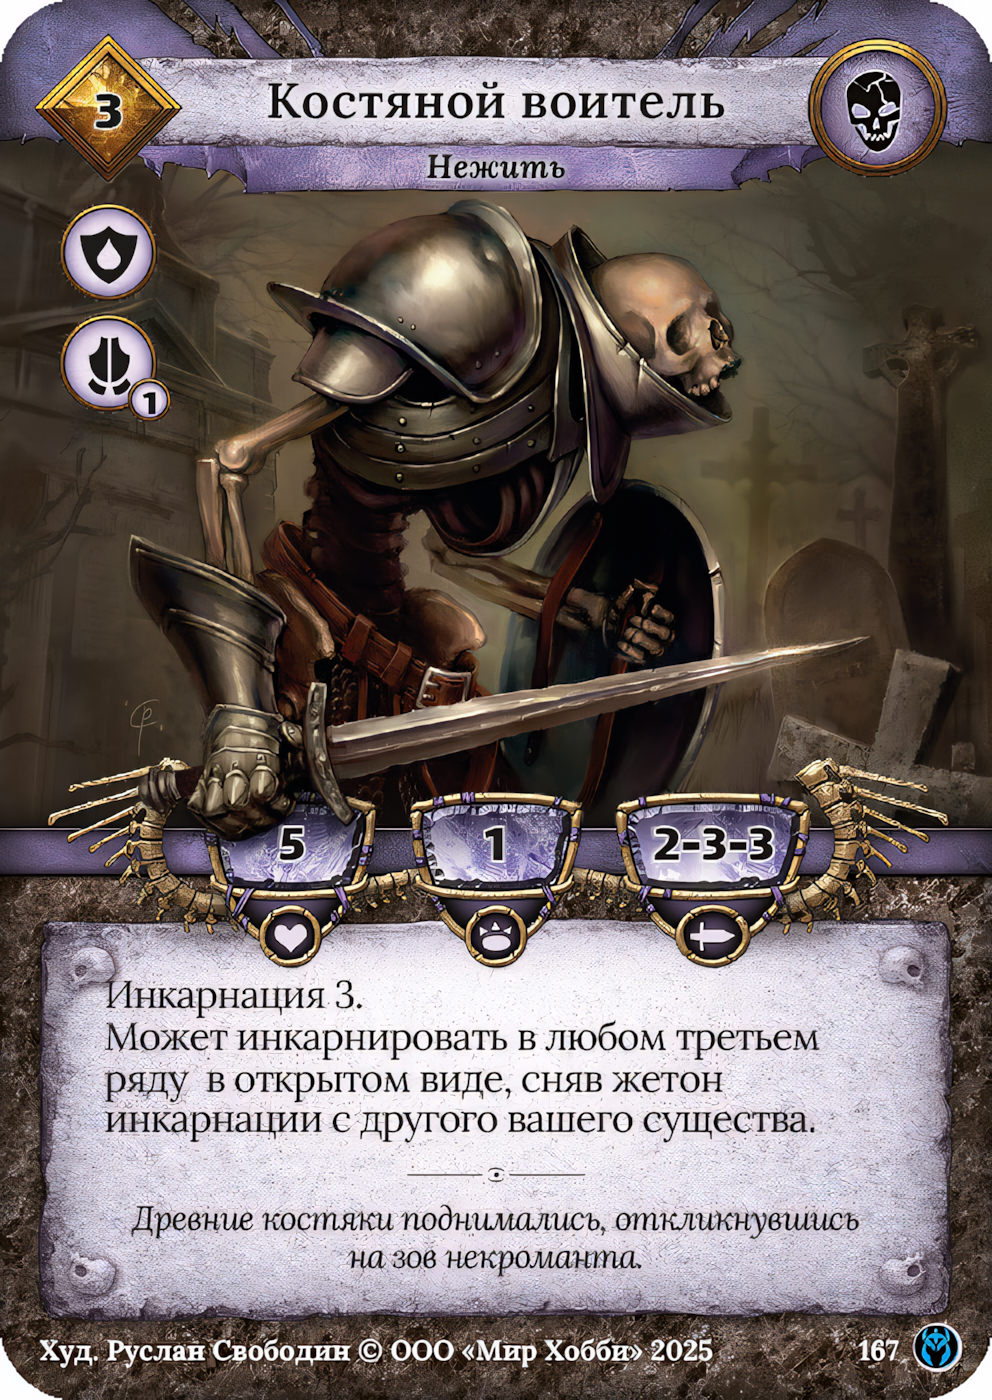 3
Костяной воитель
Нежить
1
5
1
2-3-3
Инкарнация 3.
Может инкарнировать в любом третьем
ряду в открытом виде, сняв жетон
инкарнации с другого вашего существа.
Древние костяки поднимались, откликнувшись
на зов некроманта.
Худ. Руслан Свободин © ООО «Мир Хобби» 2025
167